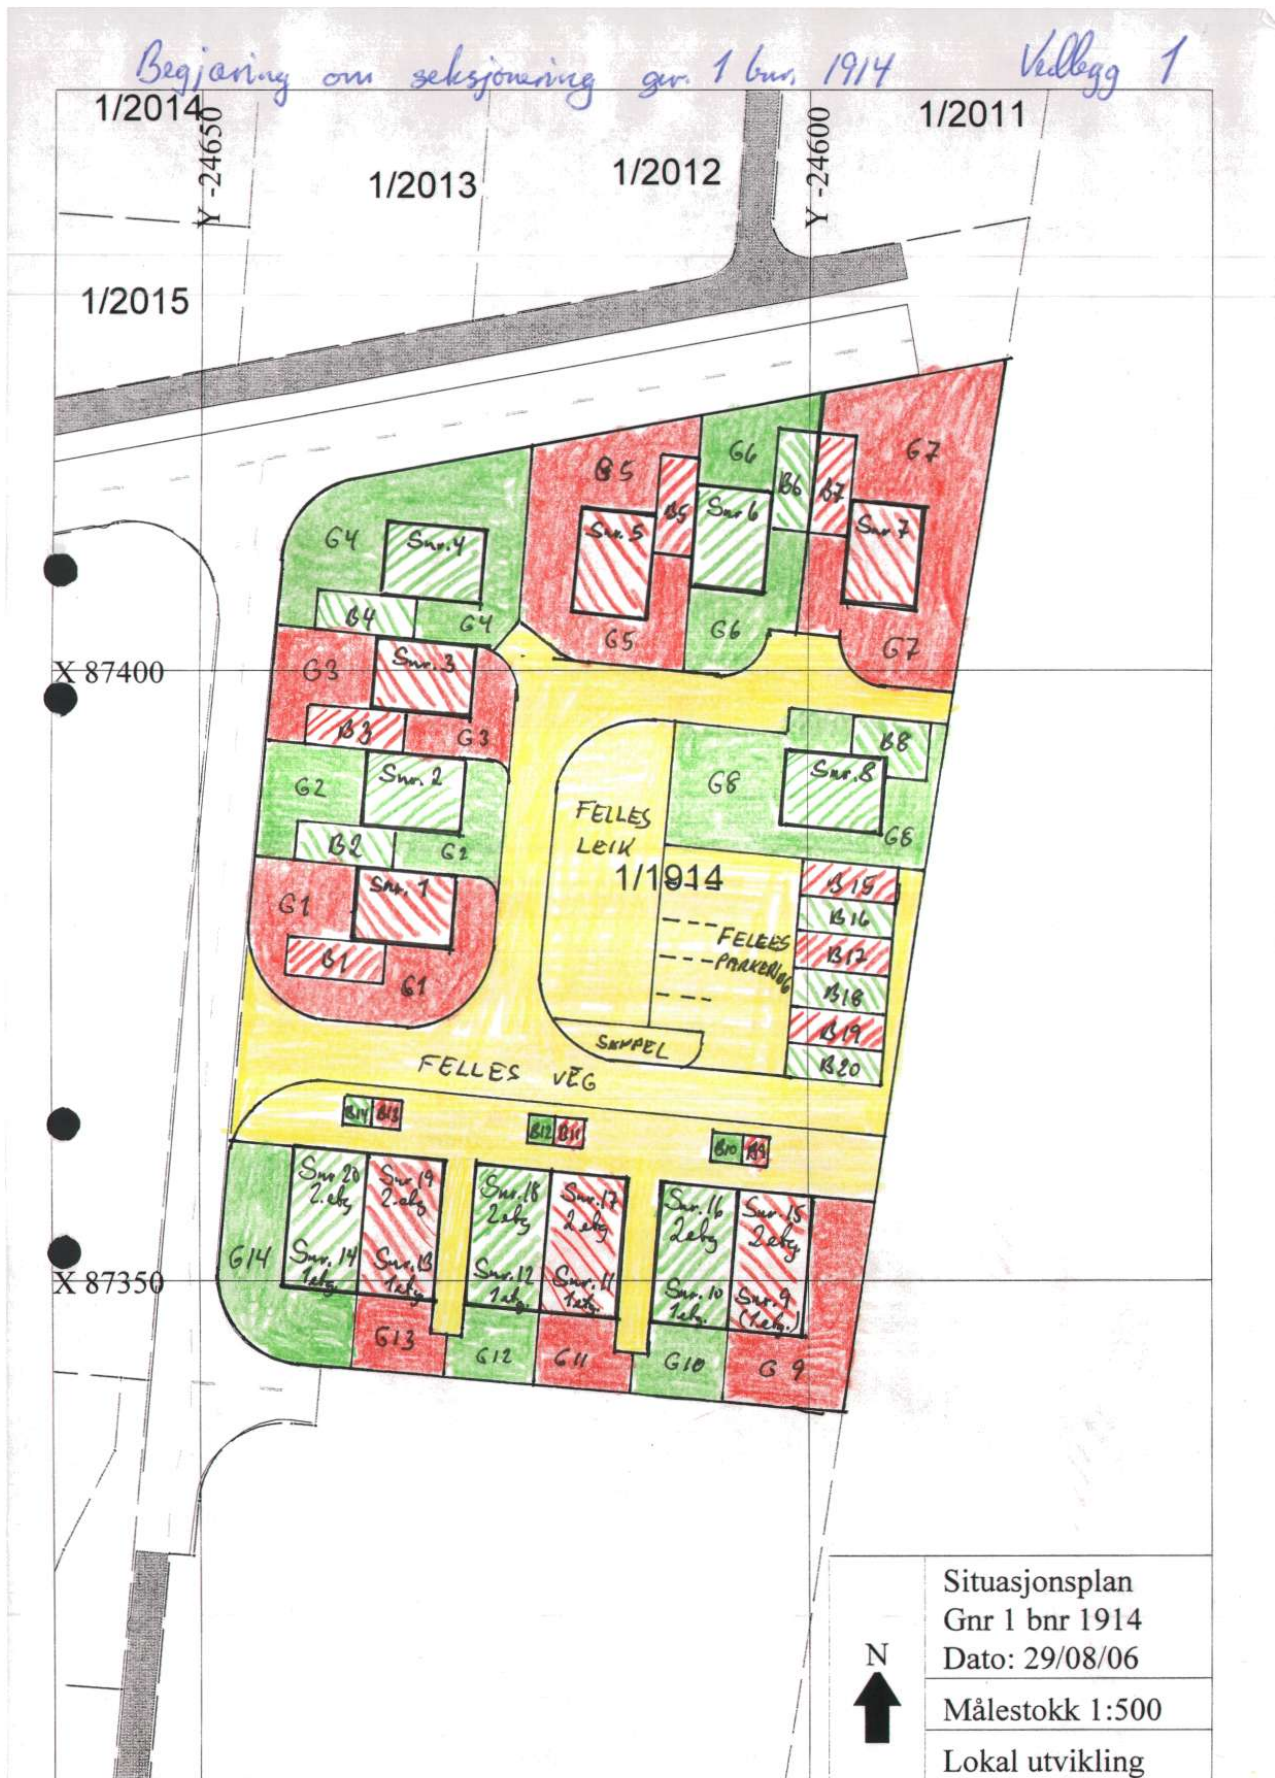 Begjæring om seksjonering gnr. 1 bnr. 1914 Vedlegg 1
1/2014
Y -24650
1/2013
1/2012
Y -24600
1/2011
1/2015
G4
Snr. 4
B4
G4
G5
B5
Snr. 5
G5
G6
B6
Snr. 6
G6
B7
G7
Snr. 7
G7
X 87400
G3
Snr. 3
B3
G3
G2
Snr. 2
B2
G2
G1
Snr. 1
B1
G1
B8
G8
Snr. 8
G8
FELLES
LEIK
1/1914
FELLES
PARKERING
B15
B16
B17
B18
B19
B20
SKYPEL
FELLES VEG
B14 B13
B12 B11
B10 B9
Snr. 20
2. etg
Snr. 19
2. etg
Snr. 18
2 etg
Snr. 17
2 etg
Snr. 16
2 etg
Snr. 15
2 etg.
G14
Snr. 14
1 etg.
Snr. 13
1 etg.
Snr. 12
1 etg.
Snr. 11
1 etg.
Snr. 10
1 etg.
Snr. 9
(1. etg.)
X 87350
G13
G12
G11
G10
G 9
N
Situasjonsplan
Gnr 1 bnr 1914
Dato: 29/08/06
Målestokk 1:500
Lokal utvikling